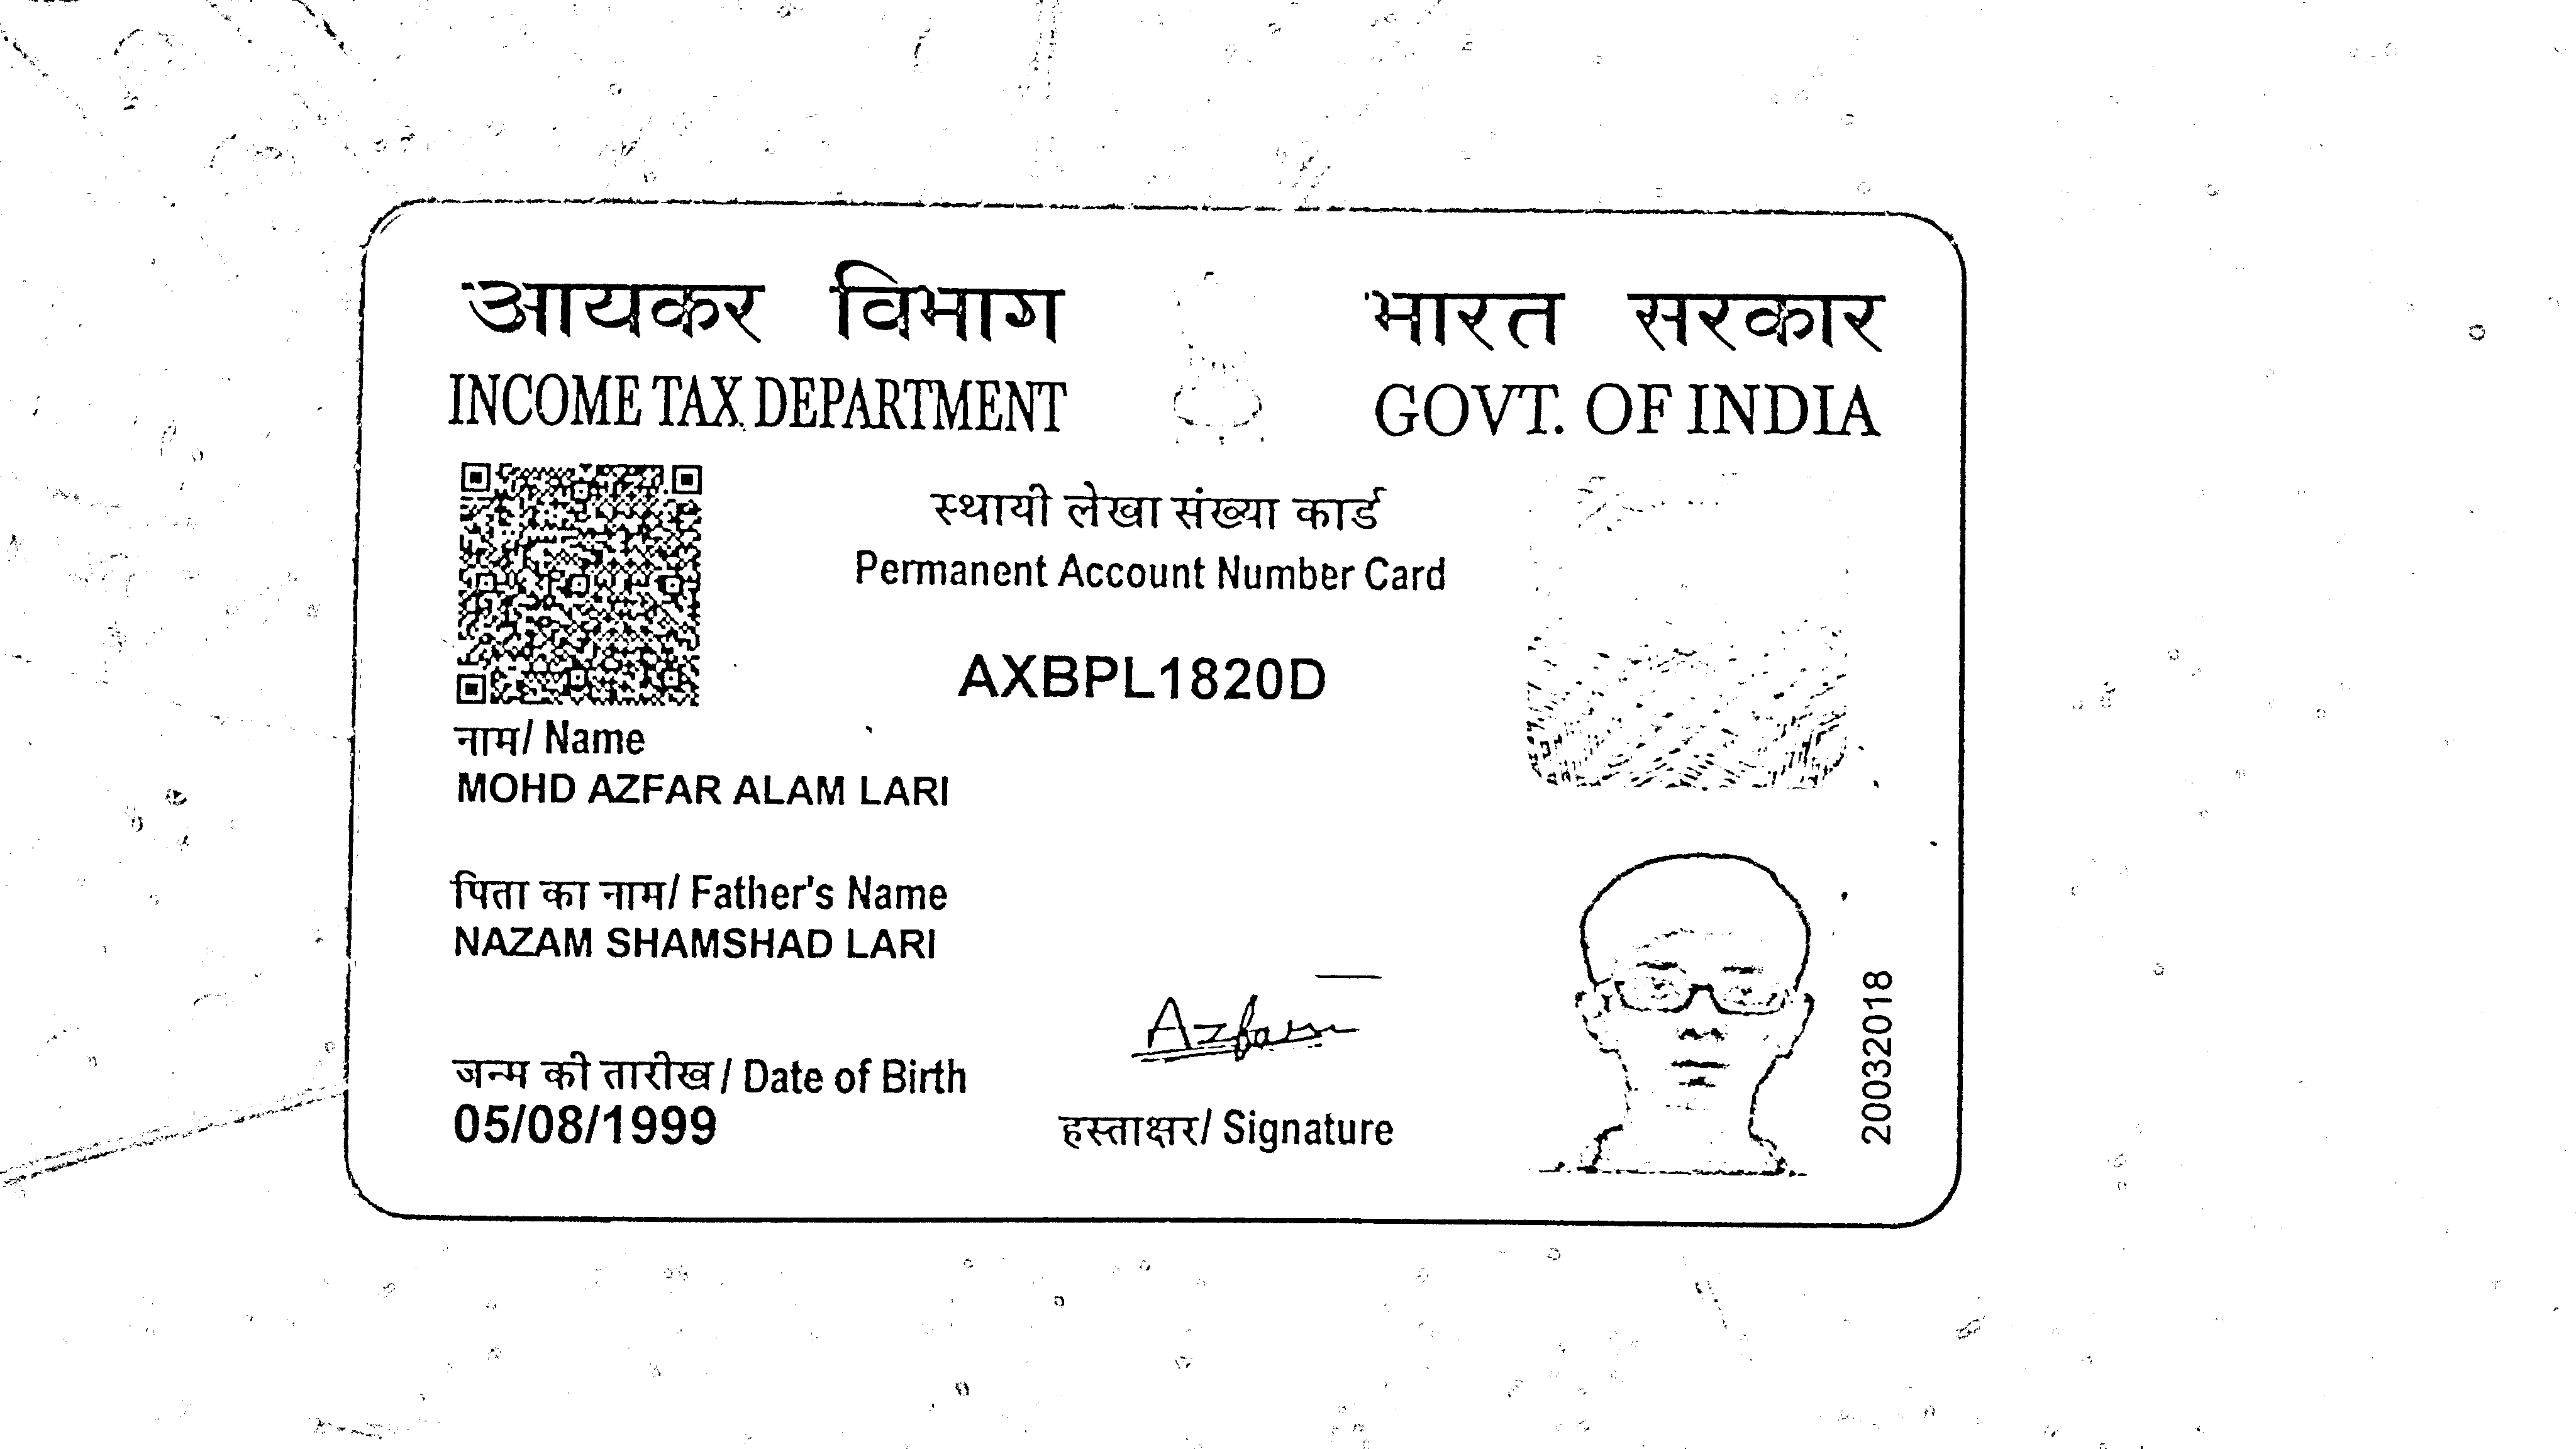 आयकर विभाग
INCOME TAX DEPARTMENT
भारत सरकार
GOVT. OF INDIA
स्थायी लेखा संख्या कार्ड
Permanent Account Number Card
AXBPL1820D
नाम/ Name
MOHD AZFAR ALAM LARI
पिता का नाम/ Father's Name
NAZAM SHAMSHAD LARI
जन्म की तारीख / Date of Birth
05/08/1999
Azfar
हस्ताक्षर/ Signature
20032018